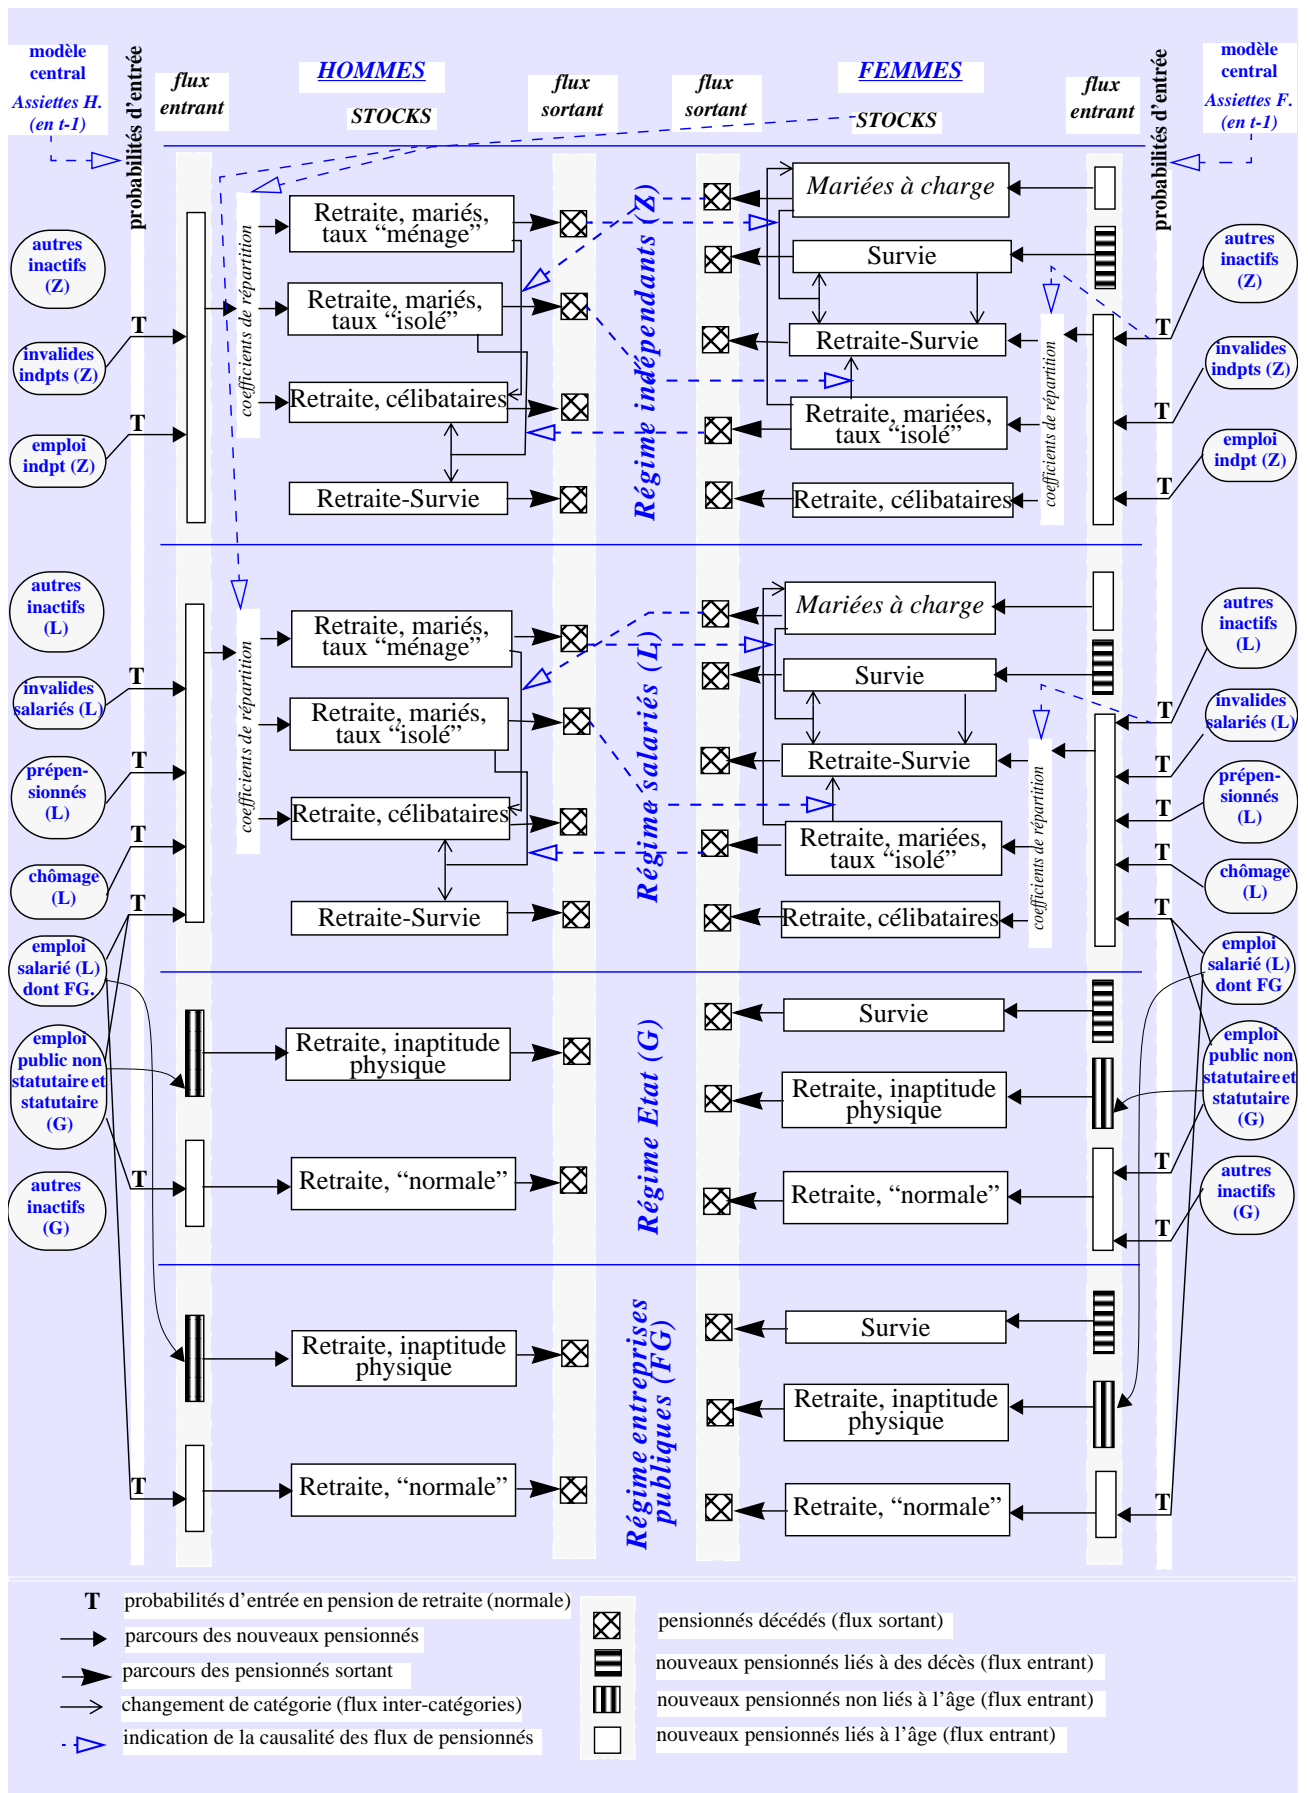 modèle
central
Assiettes H.
(en t-1)
probabilités d'entrée
flux
entrant
HOMMES
STOCKS
flux
sortant
flux
sortant
FEMMES
STOCKS
flux
entrant
probabilités d'entrée
modèle
central
Assiettes F.
(en t-1)
autres
inactifs
(Z)
T
invalides
indpts (Z)
T
emploi
indpt (Z)
coefficients de répartition
Retraite, mariés,
taux “ménage”
Retraite, mariés,
taux “isolé”
Retraite, célibataires
Retraite-Survie
Régime indépendants (Z)
Mariées à charge
Survie
Retraite-Survie
Retraite, mariées,
taux “isolé”
Retraite, célibataires
coefficients de répartition
T
T
T
autres
inactifs
(Z)
invalides
indpts (Z)
emploi
indpt (Z)
autres
inactifs
(L)
T
invalides
salariés (L)
T
prépen-
sionnés
(L)
T
chômage
(L)
T
emploi
salarié (L)
dont FG.
coefficients de répartition
Retraite, mariés,
taux “ménage”
Retraite, mariés,
taux “isolé”
Retraite, célibataires
Retraite-Survie
Régime salariés (L)
Mariées à charge
Survie
Retraite-Survie
Retraite, mariées,
taux “isolé”
Retraite, célibataires
coefficients de répartition
T
T
T
T
T
autres
inactifs
(L)
invalides
salariés (L)
prépen-
sionnés
(L)
chômage
(L)
emploi
salarié (L)
dont FG
emploi
public non
statutaire et
statutaire
(G)
T
autres
inactifs
(G)
Retraite, inaptitude
physique
Retraite, “normale”
Régime Etat (G)
Survie
Retraite, inaptitude
physique
Retraite, “normale”
T
T
emploi
public non
statutaire et
statutaire
(G)
autres
inactifs
(G)
T
Retraite, inaptitude
physique
Retraite, “normale”
Régime entreprises
publiques (FG)
Survie
Retraite, inaptitude
physique
Retraite, “normale”
T
T probabilités d'entrée en pension de retraite (normale)
parcours des nouveaux pensionnés
parcours des pensionnés sortant
changement de catégorie (flux inter-catégories)
indication de la causalité des flux de pensionnés
pensionnés décédés (flux sortant)
nouveaux pensionnés liés à des décès (flux entrant)
nouveaux pensionnés non liés à l'âge (flux entrant)
nouveaux pensionnés liés à l'âge (flux entrant)